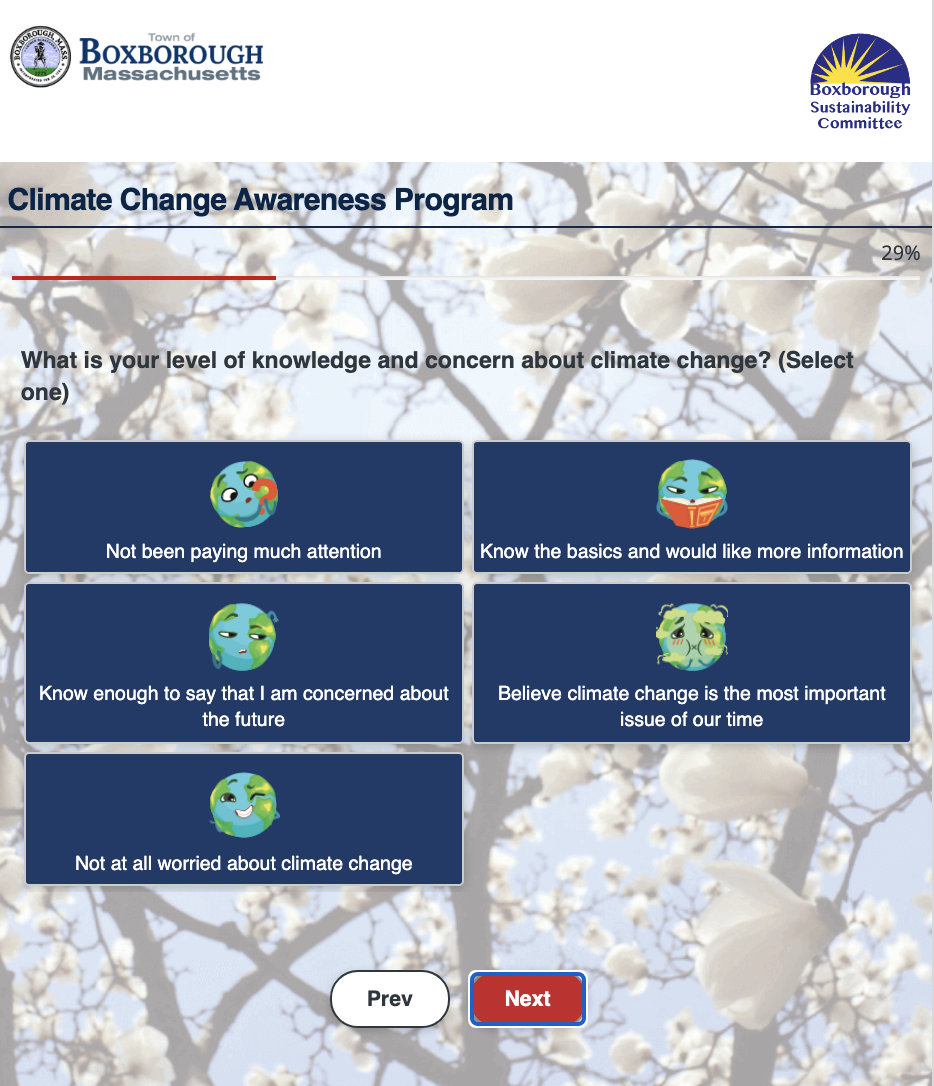 Town of
BOXBOROUGH
Massachusetts
BOXBOROUGH, MASS.
Boxborough
Sustainability
Committee
Climate Change Awareness Program
29%
What is your level of knowledge and concern about climate change? (Select
one)
Not been paying much attention
Know the basics and would like more information
Know enough to say that I am concerned about
the future
Believe climate change is the most important
issue of our time
Not at all worried about climate change
Prev
Next